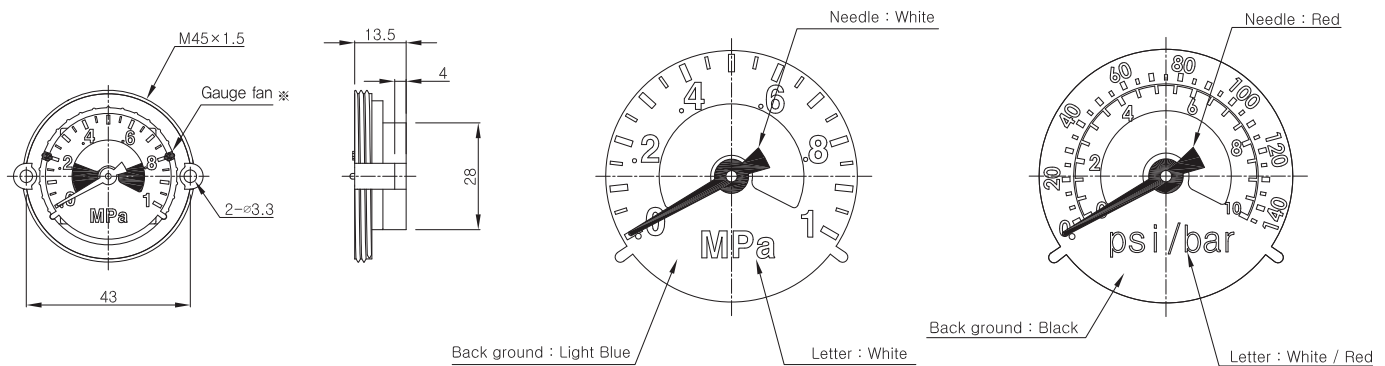 M45×1.5
Gauge fan ※
.0
.2
.4
.6
.8
1
MPa
2-⌀3.3
43
13.5
4
28
Needle : White
.0
.2
.4
.6
.8
1
MPa
Back ground : Light Blue
Letter : White
Needle : Red
0.
20
40
60
80
100
120
140
0
2
4
6
8
10
psi/bar
Back ground : Black
Letter : White / Red